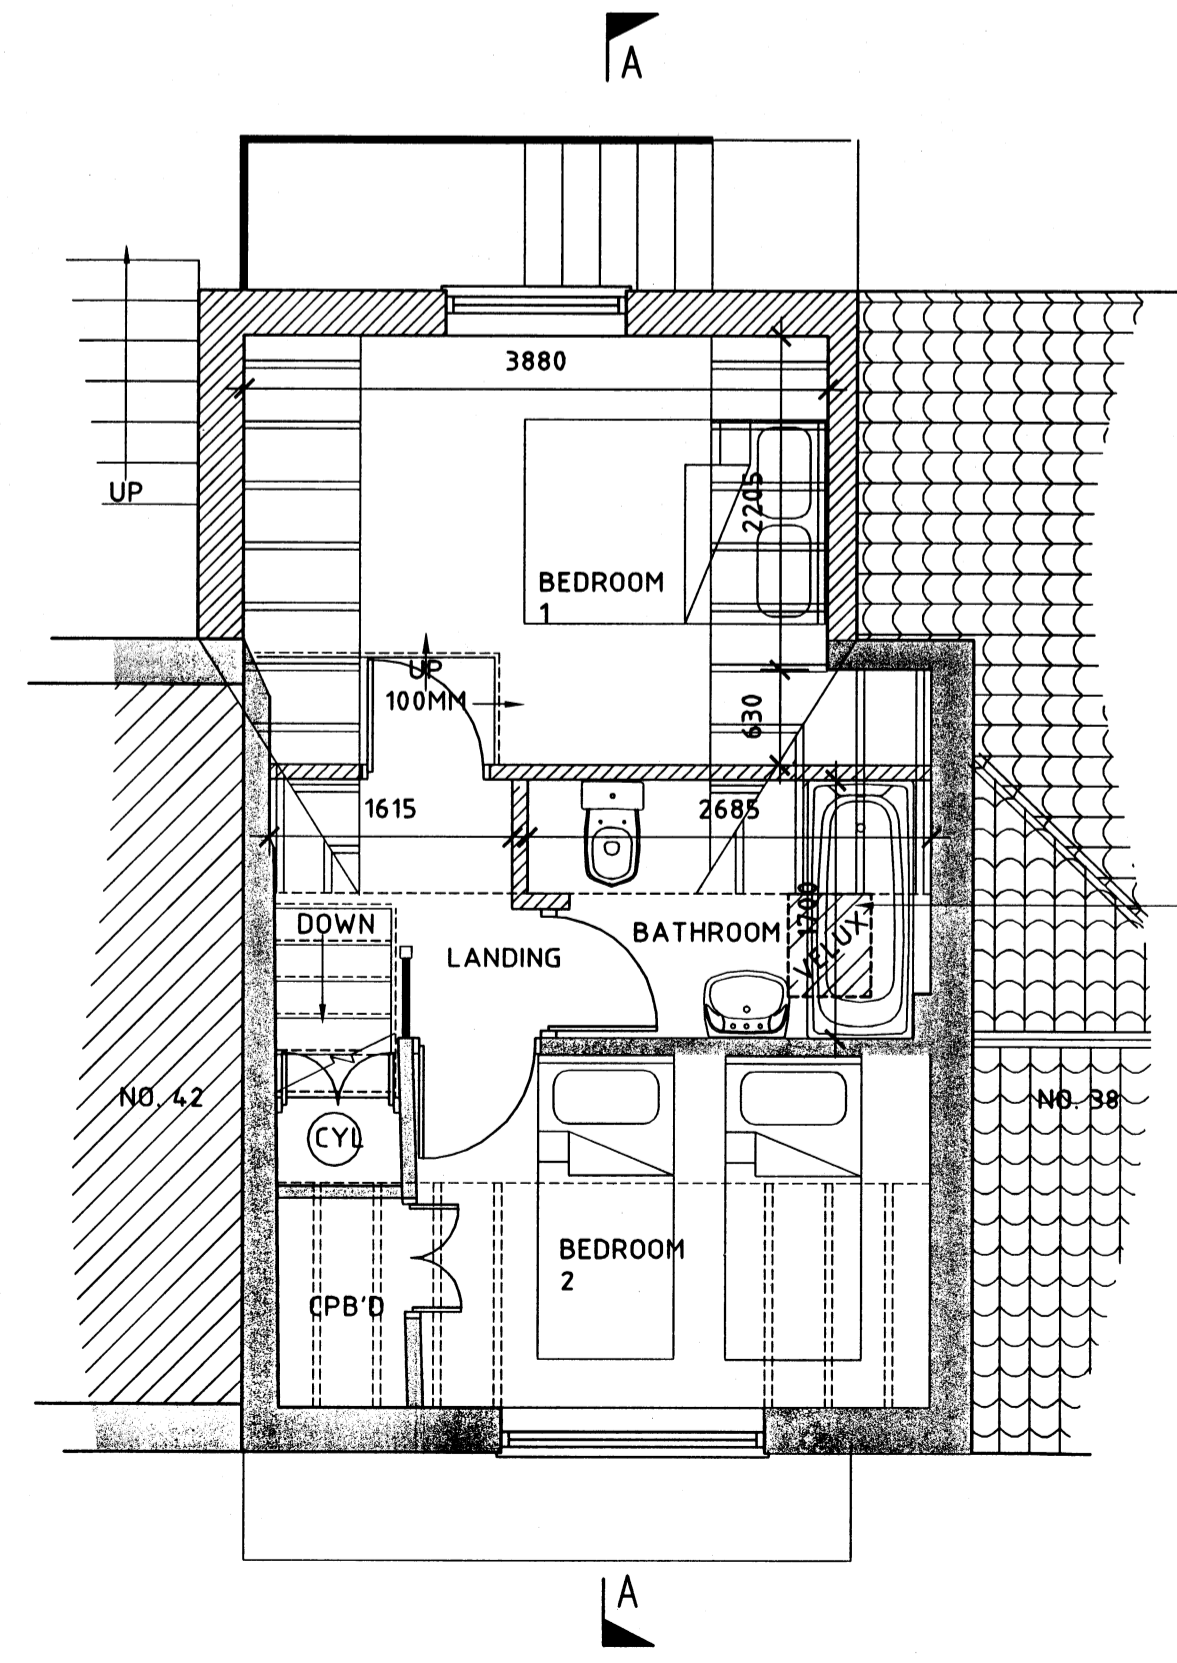 A
3880
UP
2205
BEDROOM
1
UP
100MM
630
1615
2685
DOWN
1700
BATHROOM
VELUX
LANDING
NO. 42
NO. 38
CYL
BEDROOM
2
CPB'D
A